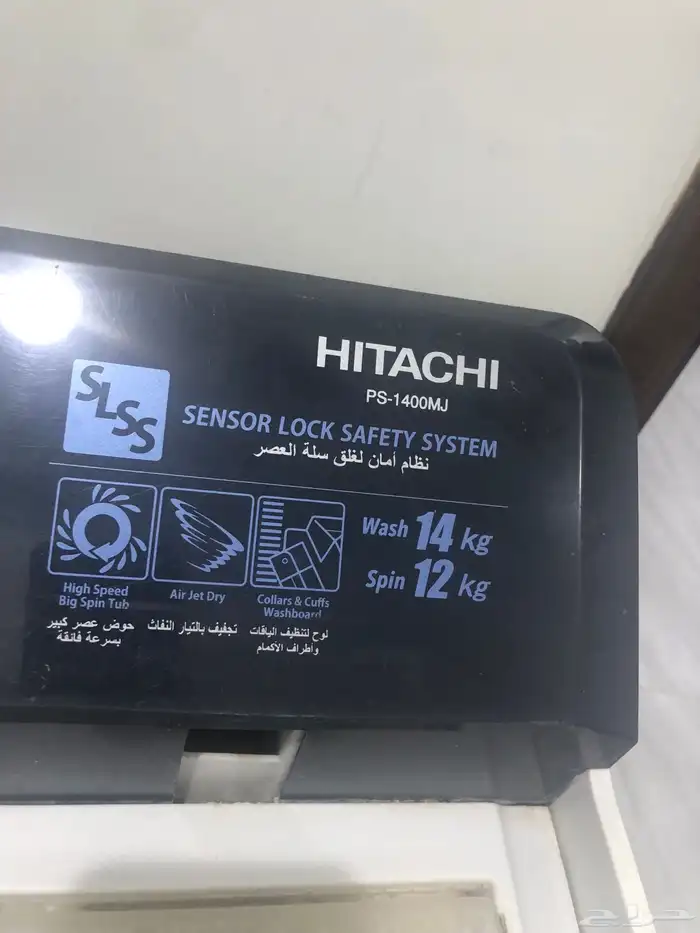 HITACHI
PS-1400MJ
SLSS
SENSOR LOCK SAFETY SYSTEM
نظام أمان لغلق سلة العصر
High Speed
Big Spin Tub
حوض عصر كبير
بسرعة فائقة
Air Jet Dry
تجفيف بالتيار النفاث
Collars & Cuffs
Washboard
لوح لتنظيف الياقات
وأطراف الأكمام
Wash 14 kg
Spin 12 kg
حراج